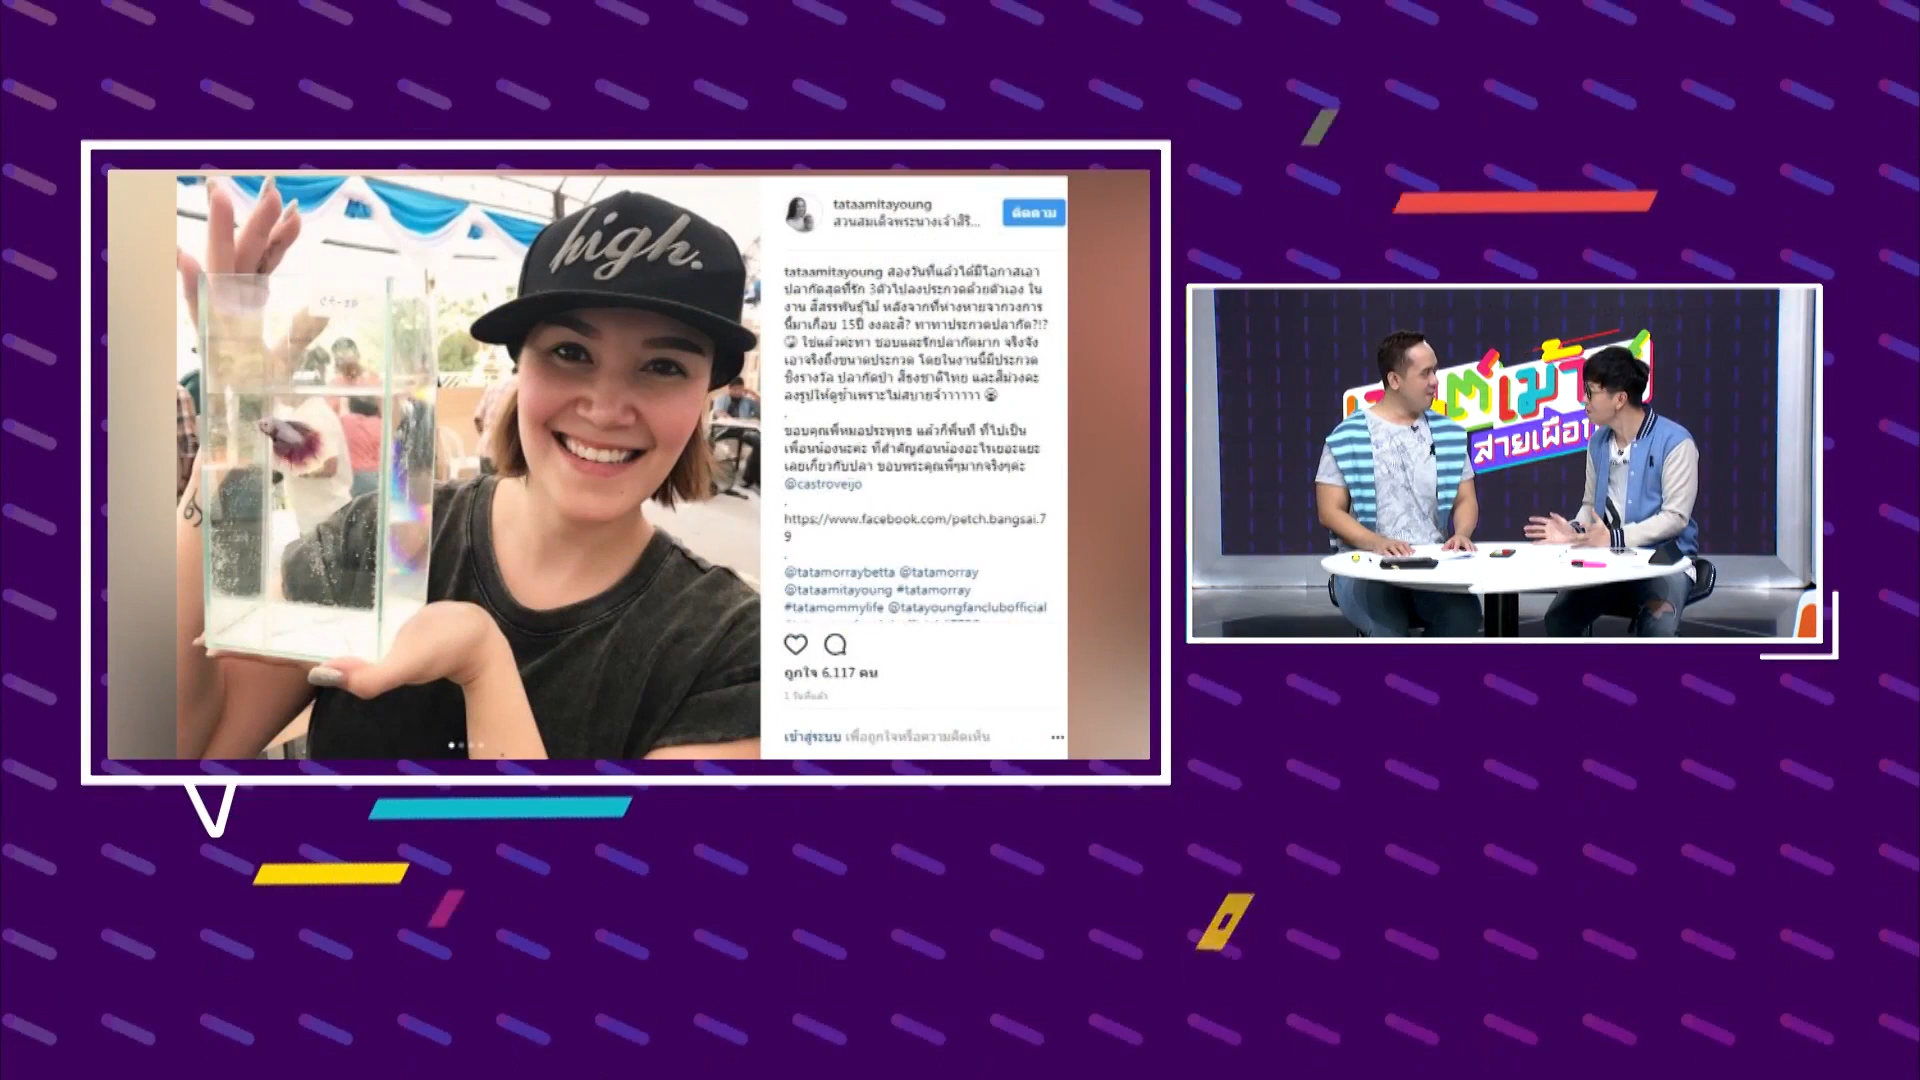 high.
tataamitayoung
สวนสมเด็จพระนางเจ้าสิริ...
ติดตาม
tataamitayoung สองวันที่แล้วได้มีโอกาสเอา
ปลากัดสุดที่รัก 3ตัวไปลงประกวดด้วยตัวเอง ใน
งาน สีสรรพันธุ์ไม้ หลังจากที่ห่างหายจากวงการ
นี้มาเกือบ 15ปี งงละสิ? ทาทาประกวดปลากัด?!?
ใช่แล้วค่ะทา ชอบและรักปลากัดมาก จริงจัง
เอาจริงถึงขนาดประกวด โดยในงานนี้มีประกวด
ชิงรางวัล ปลากัดป่า สีธงชาติไทย และสีม่วงคะ
ลงรูปให้ดูช้าเพราะไม่สบายจ้าาาาาา
.
ขอบคุณพี่หมอประพุทธ แล้วก็พี่นที ที่ไปเป็น
เพื่อนน้องนะคะ ที่สำคัญสอนน้องอะไรเยอะแยะ
เลยเกี่ยวกับปลา ขอบพระคุณพี่ๆมากจริงๆค่ะ
@castroveijo
.
https://www.facebook.com/petch.bangsai.7
9
.
@tatamorraybetta @tatamorray
@tataamitayoung #tatamorray
#tatamommylife @tatayoungfanclubofficial
ถูกใจ 6,117 คน
1 วันที่แล้ว
เข้าสู่ระบบ เพื่อถูกใจหรือความคิดเห็น
เม้า
สายเผือก